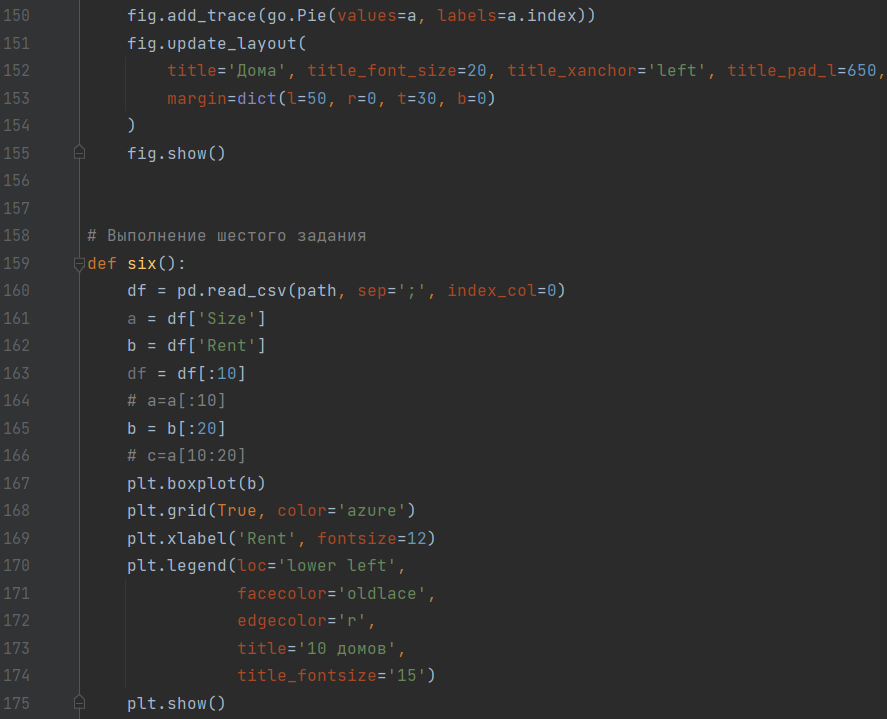 150 fig.add_trace(go.Pie(values=a, labels=a.index))
151 fig.update_layout(
152 title='Дома', title_font_size=20, title_xanchor='left', title_pad_l=650,
153 margin=dict(l=50, r=0, t=30, b=0)
154 )
155 fig.show()
156
157
158 # Выполнение шестого задания
159 def six():
160 df = pd.read_csv(path, sep=';', index_col=0)
161 a = df['Size']
162 b = df['Rent']
163 df = df[:10]
164 # a=a[:10]
165 b = b[:20]
166 # c=a[10:20]
167 plt.boxplot(b)
168 plt.grid(True, color='azure')
169 plt.xlabel('Rent', fontsize=12)
170 plt.legend(loc='lower left',
171 facecolor='oldlace',
172 edgecolor='r',
173 title='10 домов',
174 title_fontsize='15')
175 plt.show()